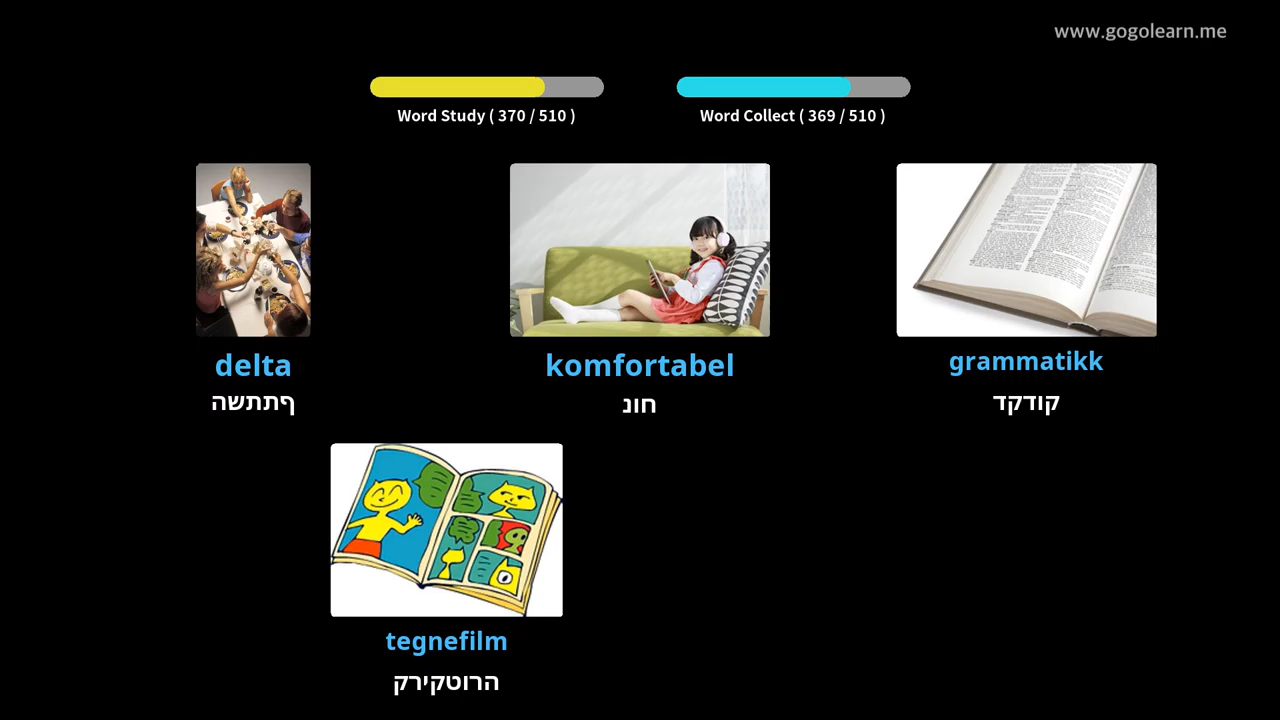 www.gogolearn.me
Word Study ( 370 / 510 )
Word Collect ( 369 / 510 )
delta
ףתתשה
komfortabel
חונ
grammatikk
קודקד
tegnefilm
הרוטקירק